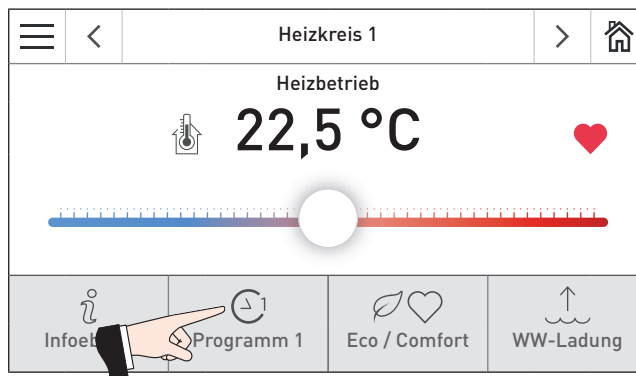 Heizkreis 1
Heizbetrieb
22,5 °C
1
Programm 1
Eco / Comfort
WW-Ladung